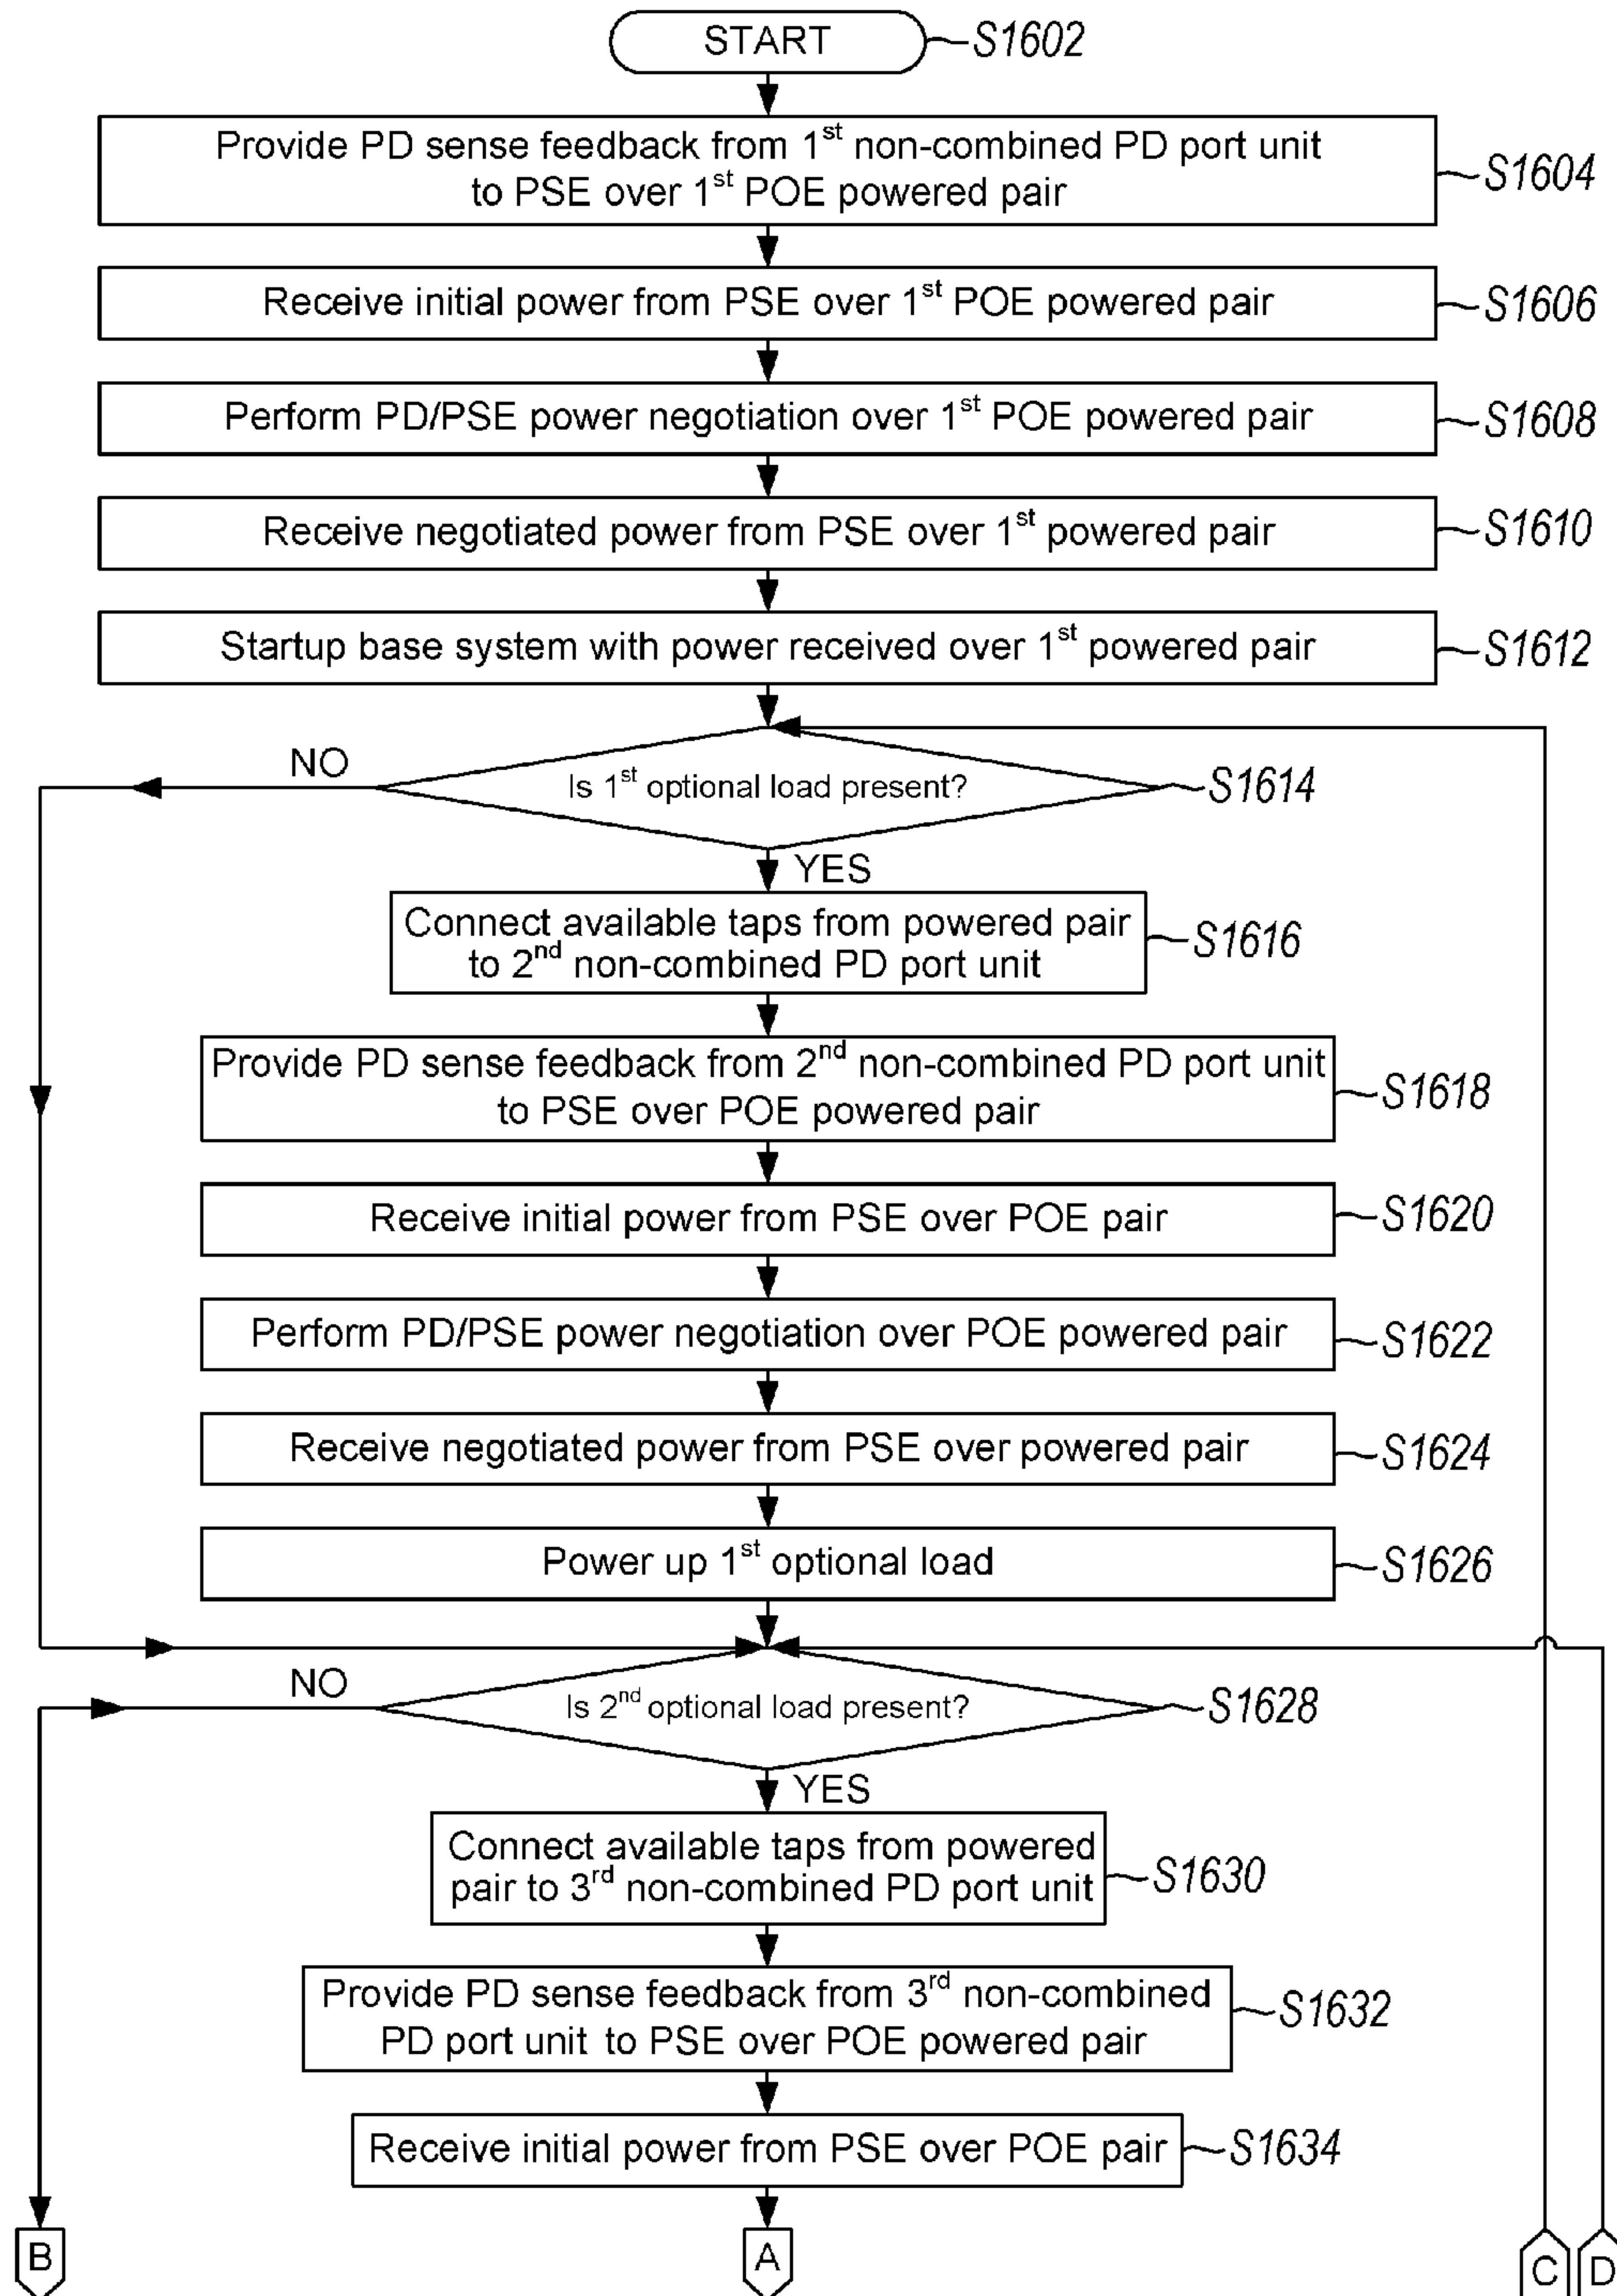 START
S1602
Provide PD sense feedback from 1st non-combined PD port unit
to PSE over 1st POE powered pair
S1604
Receive initial power from PSE over 1st POE powered pair
S1606
Perform PD/PSE power negotiation over 1st POE powered pair
S1608
Receive negotiated power from PSE over 1st powered pair
S1610
Startup base system with power received over 1st powered pair
S1612
NO
Is 1st optional load present?
S1614
YES
Connect available taps from powered pair
to 2nd non-combined PD port unit
S1616
Provide PD sense feedback from 2nd non-combined PD port unit
to PSE over POE powered pair
S1618
Receive initial power from PSE over POE pair
S1620
Perform PD/PSE power negotiation over POE powered pair
S1622
Receive negotiated power from PSE over powered pair
S1624
Power up 1st optional load
S1626
NO
Is 2nd optional load present?
S1628
YES
Connect available taps from powered
pair to 3rd non-combined PD port unit
S1630
Provide PD sense feedback from 3rd non-combined
PD port unit to PSE over POE powered pair
S1632
Receive initial power from PSE over POE pair
S1634
B
A
C
D